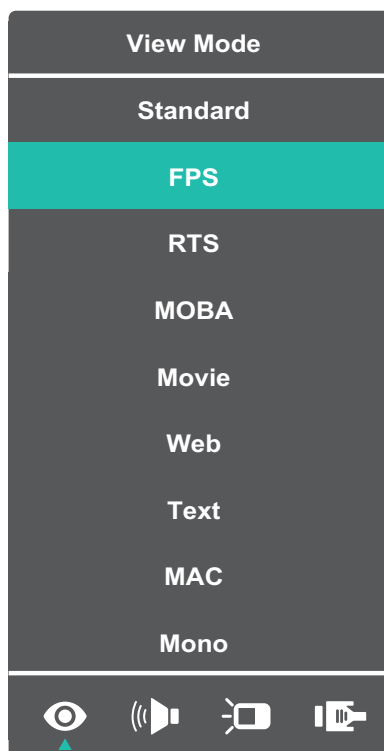 View Mode
Standard
FPS
RTS
MOBA
Movie
Web
Text
MAC
Mono